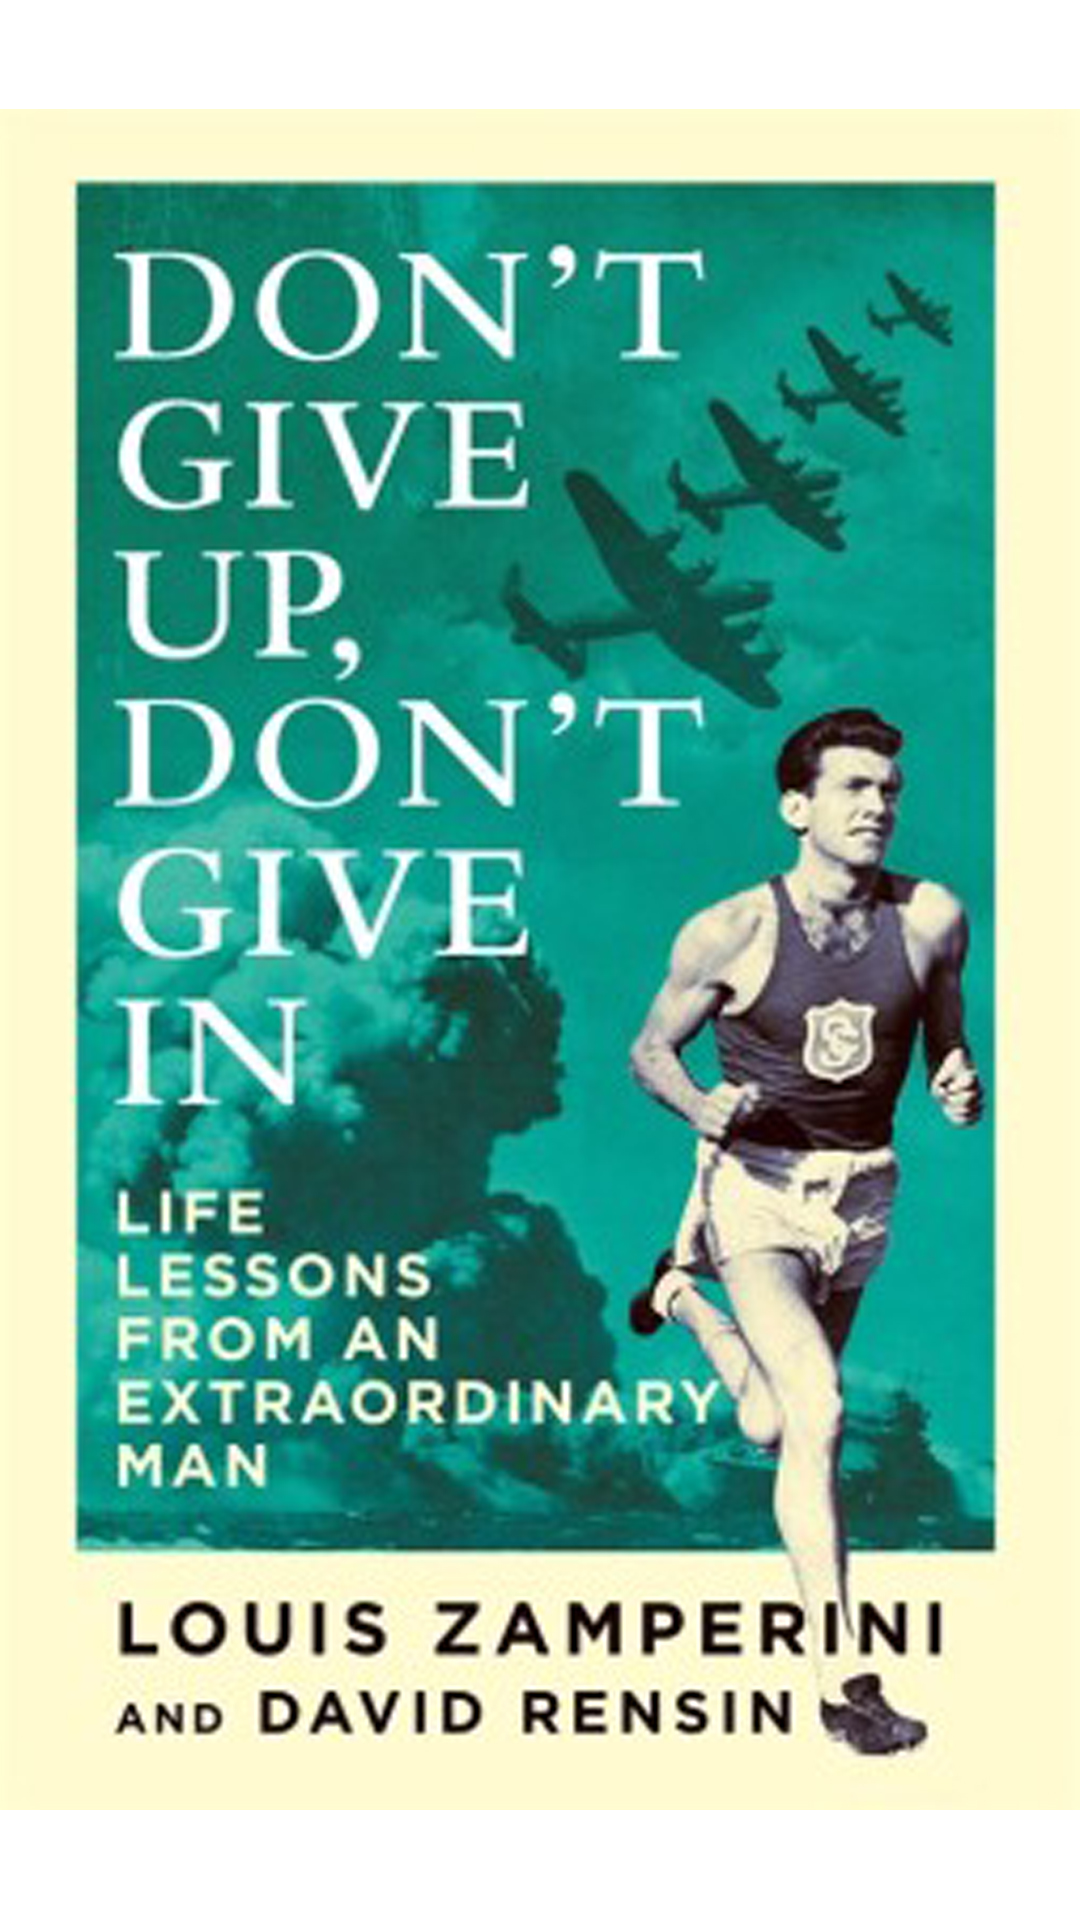 DON'T
GIVE
UP,
DON'T
GIVE
IN
LIFE
LESSONS
FROM AN
EXTRAORDINARY
MAN
LOUIS ZAMPERINI
AND DAVID RENSIN